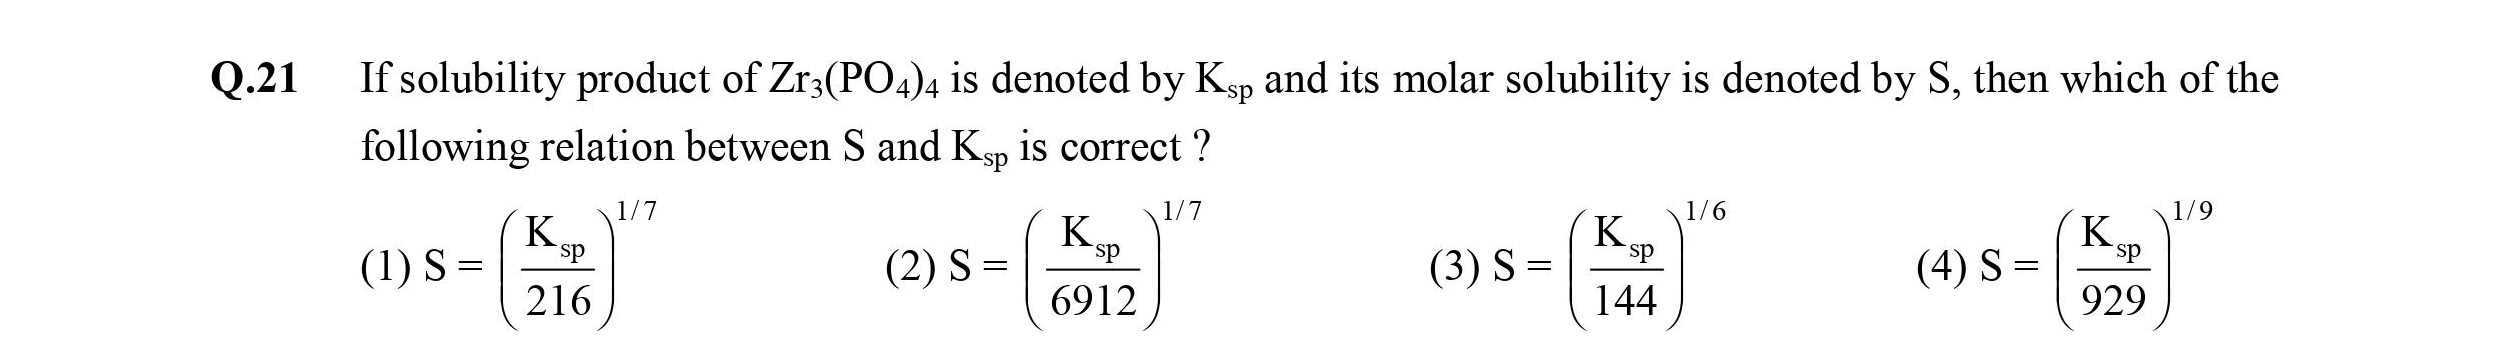 Q.21 If solubility product of Zr₃(PO₄)₄ is denoted by Kₛₚ and its molar solubility is denoted by S, then which of the
following relation between S and Kₛₚ is correct ?
(1) S = (Kₛₚ/216)^1/7 (2) S = (Kₛₚ/6912)^1/7 (3) S = (Kₛₚ/144)^1/6 (4) S = (Kₛₚ/929)^1/9